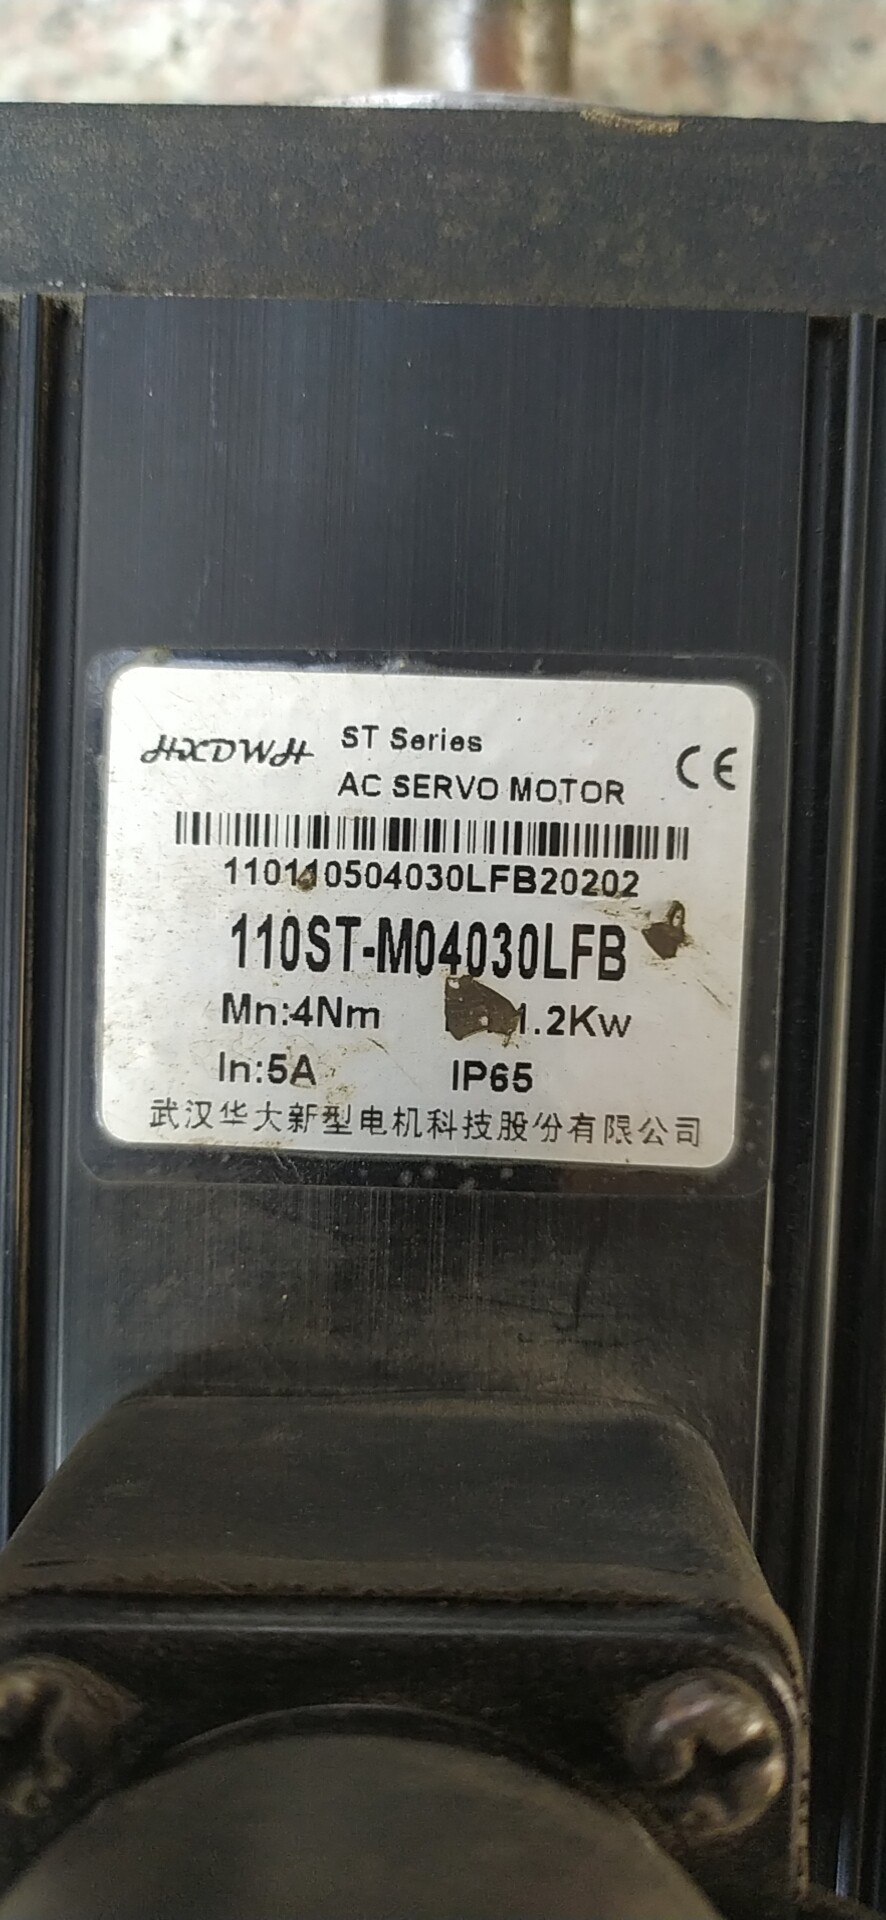 HXDWH ST Series CE
AC SERVO MOTOR
110110504030LFB20202
110ST-M04030LFB
Mn:4Nm 1.2Kw
In:5A IP65
武汉华大新型电机科技股份有限公司